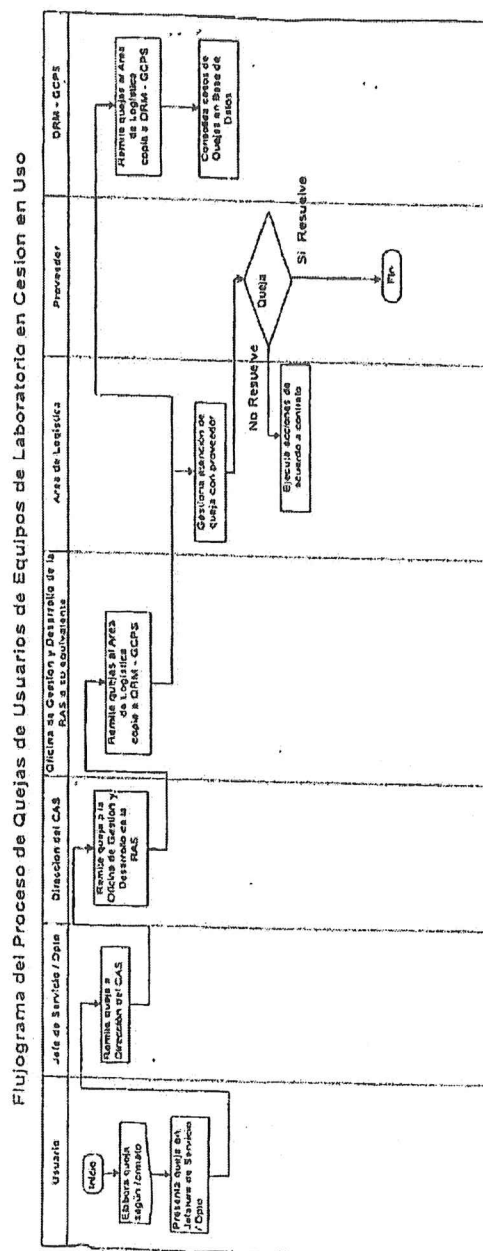 Flujograma del Proceso de Quejas de Usuarios de Equipos de Laboratorio en Cesion en Uso
Usuario
Inicio
Elabora queja
según formato
Presenta queja en
Jefatura de Servicio
/ Dpto
Jefe de Servicio / Dpto
Remite queja a
Dirección del CAS
Direccion del CAS
Remite queja a la
Oficina de Gestion y
Desarrollo de la
RAS
Oficina de Gestion y Desarrollo de la
RAS o su equivalente
Remite quejas al Area
de Logística
copia a DRM - GCPS
Area de Logística
Gestiona atención de
queja con proveedor
Ejecuta acciones de
acuerdo a contrato
No Resuelve
Proveedor
Queja
Si Resuelve
Fin
DRM - GCPS
Remite quejas al Area
de Logística
copia a DRM - GCPS
Consolida casos de
Quejas en Base de
Datos